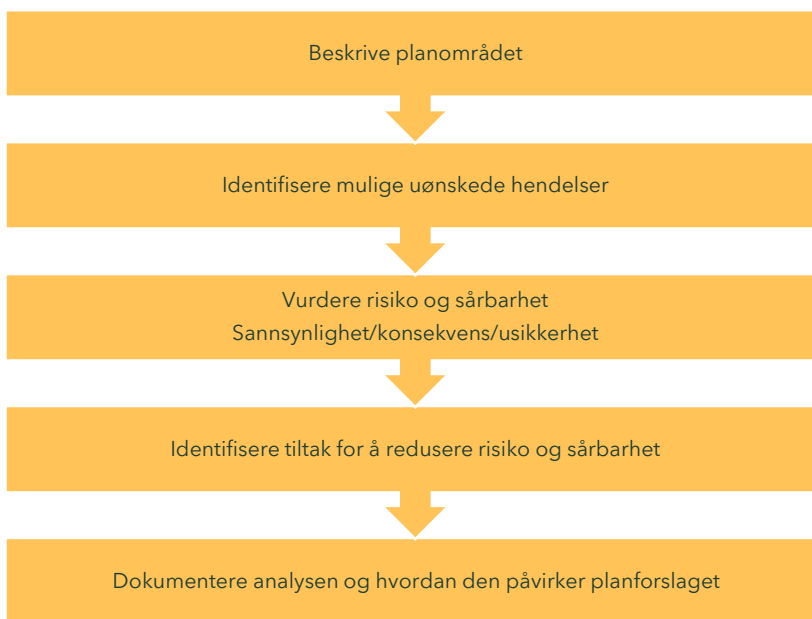 Beskrive planområdet
Identifisere mulige uønskede hendelser
Vurdere risiko og sårbarhet
Sannsynlighet/konsekvens/usikkerhet
Identifisere tiltak for å redusere risiko og sårbarhet
Dokumentere analysen og hvordan den påvirker planforslaget